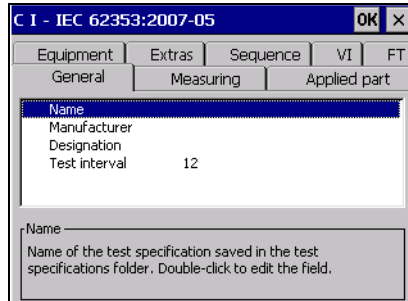 C I - IEC 62353:2007-05 OK ×
Equipment Extras Sequence VI FT
General Measuring Applied part
Name
Manufacturer
Designation
Test interval 12
Name
Name of the test specification saved in the test
specifications folder. Double-click to edit the field.